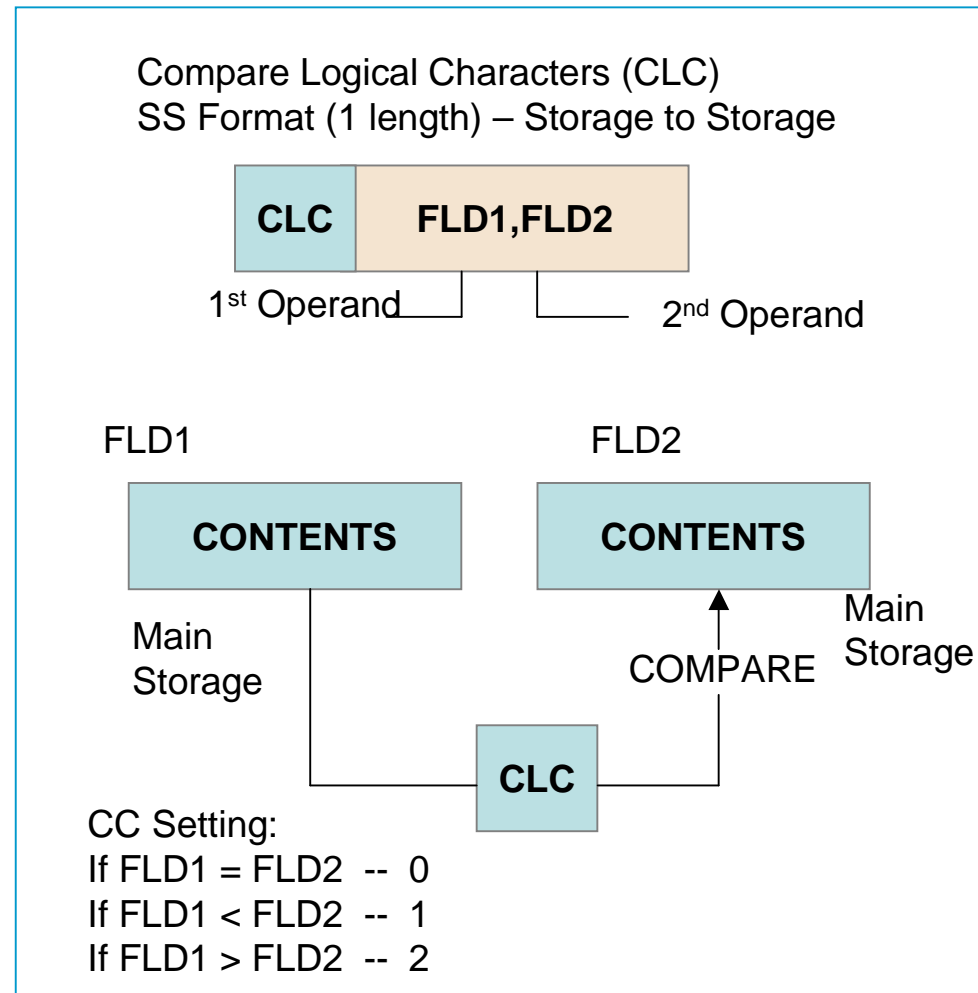 Compare Logical Characters (CLC)
SS Format (1 length) – Storage to Storage
CLC
FLD1,FLD2
1st Operand
2nd Operand
FLD1
FLD2
CONTENTS
CONTENTS
Main
Storage
Main
Storage
COMPARE
CLC
CC Setting:
If FLD1 = FLD2 -- 0
If FLD1 < FLD2 -- 1
If FLD1 > FLD2 -- 2